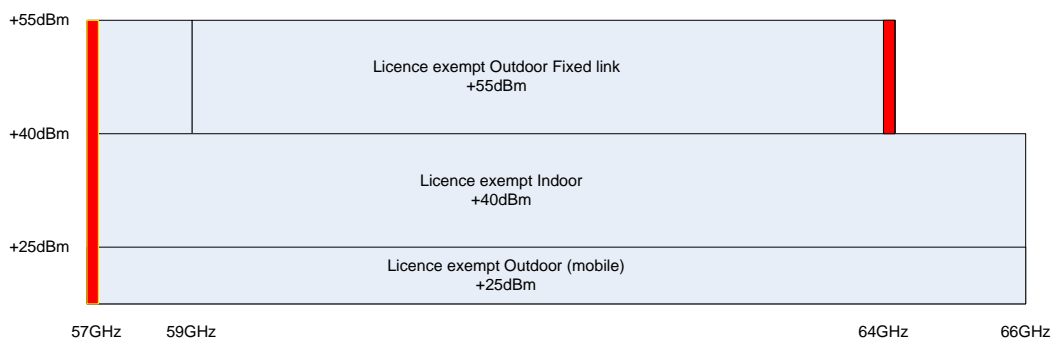 +55dBm
Licence exempt Outdoor Fixed link
+55dBm
+40dBm
Licence exempt Indoor
+40dBm
+25dBm
Licence exempt Outdoor (mobile)
+25dBm
57GHz 59GHz 64GHz 66GHz